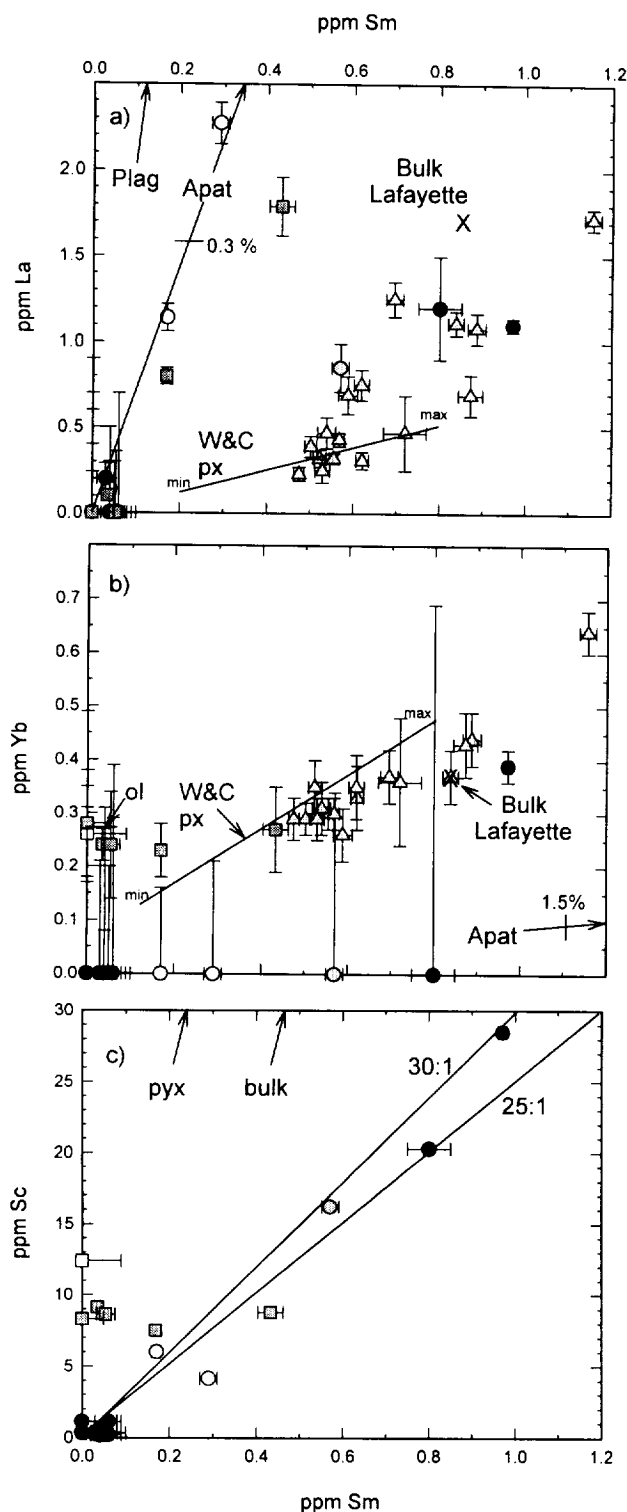 ppm Sm
0.0 0.2 0.4 0.6 0.8 1.0 1.2
a)
Plag
Apat
Bulk
Lafayette
X
0.3 %
2.0
1.5
1.0
0.5
0.0
ppm La
W&C
px
min
max
b)
0.7
0.6
0.5
0.4
0.3
0.2
0.1
0.0
ppm Yb
ol
W&C
px
min
max
Bulk
Lafayette
1.5%
Apat
c)
30
25
20
15
10
5
0
ppm Sc
pyx
bulk
30:1
25:1
0.0 0.2 0.4 0.6 0.8 1.0 1.2
ppm Sm